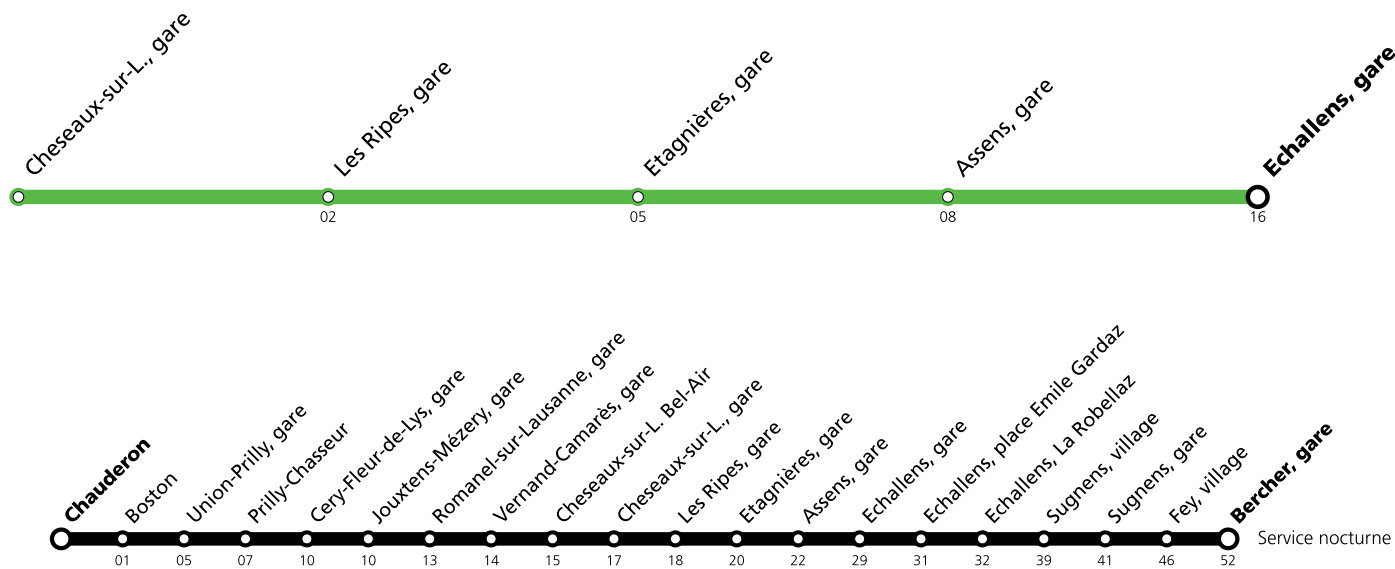 Cheseaux-sur-L., gare
Les Ripes, gare
Etagnières, gare
Assens, gare
Echallens, gare
02
05
08
16
Chauderon
Boston
Union-Prilly, gare
Prilly-Chasseur
Cery-Fleur-de-Lys, gare
Jouxtens-Mézery, gare
Romanel-sur-Lausanne, gare
Vernand-Camarès, gare
Cheseaux-sur-L. Bel-Air
Cheseaux-sur-L., gare
Les Ripes, gare
Etagnières, gare
Assens, gare
Echallens, gare
Echallens, place Emile Gardaz
Echallens, La Robellaz
Sugnens, village
Sugnens, gare
Fey, village
Bercher, gare
Service nocturne
01
05
07
10
10
13
14
15
17
18
20
22
29
31
32
39
41
46
52